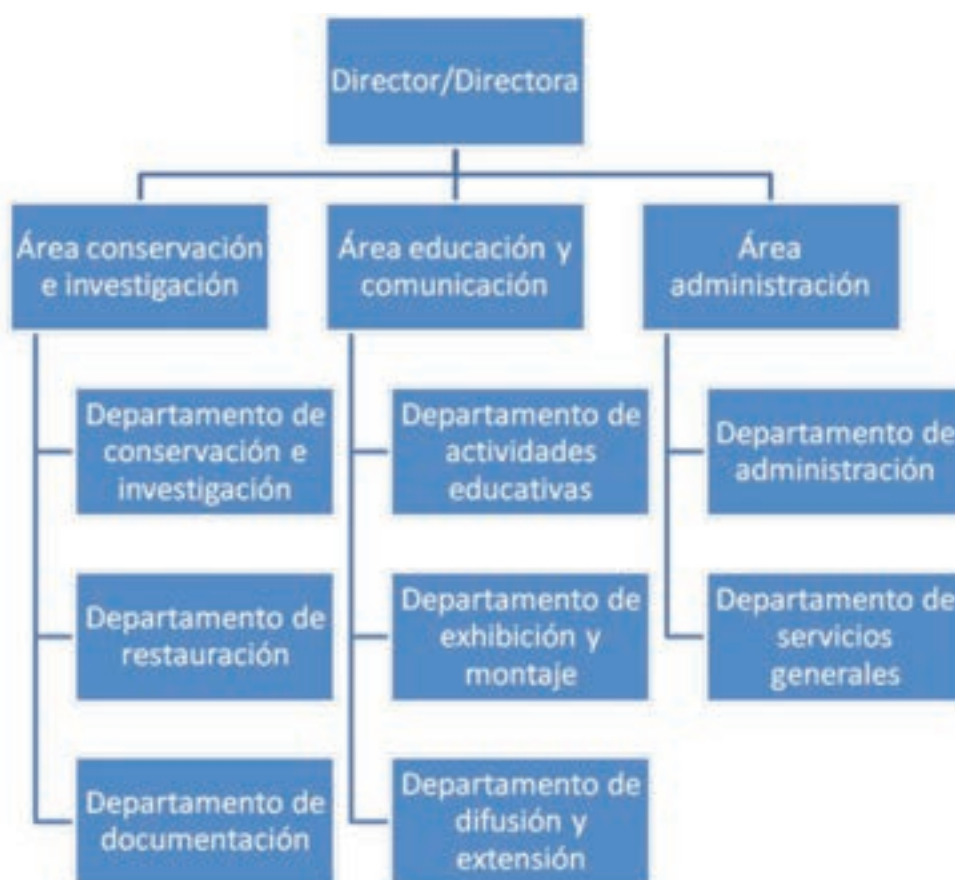 Director/Directora
Área conservación
e investigación
Área educación y
comunicación
Área
administración
Departamento de
conservación e
investigación
Departamento de
actividades
educativas
Departamento de
administración
Departamento de
restauración
Departamento de
exhibición y
montaje
Departamento de
servicios
generales
Departamento de
documentación
Departamento de
difusión y
extensión